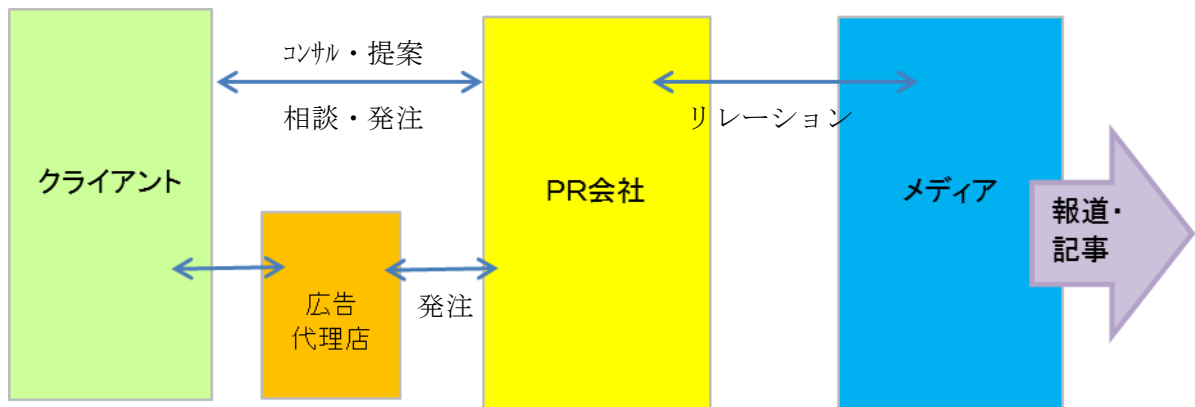 ｺﾝｻﾙ・提案
相談・発注
リレーション
クライアント
ＰＲ会社
メディア
報道・
記事
広告
代理店
発注